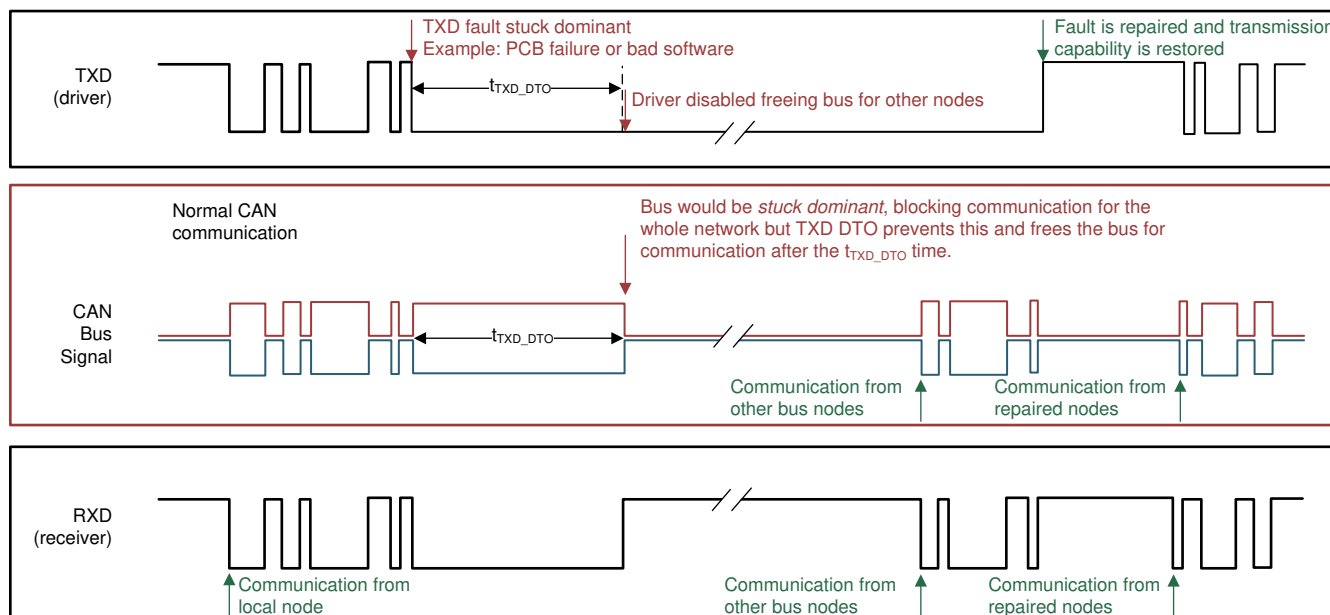 TXD fault stuck dominant
Example: PCB failure or bad software
Fault is repaired and transmission
capability is restored
TXD
(driver)
tTXD_DTO
Driver disabled freeing bus for other nodes
Normal CAN
communication
Bus would be stuck dominant, blocking communication for the
whole network but TXD DTO prevents this and frees the bus for
communication after the tTXD_DTO time.
CAN
Bus
Signal
tTXD_DTO
Communication from
other bus nodes
Communication from
repaired nodes
RXD
(receiver)
Communication from
local node
Communication from
other bus nodes
Communication from
repaired nodes